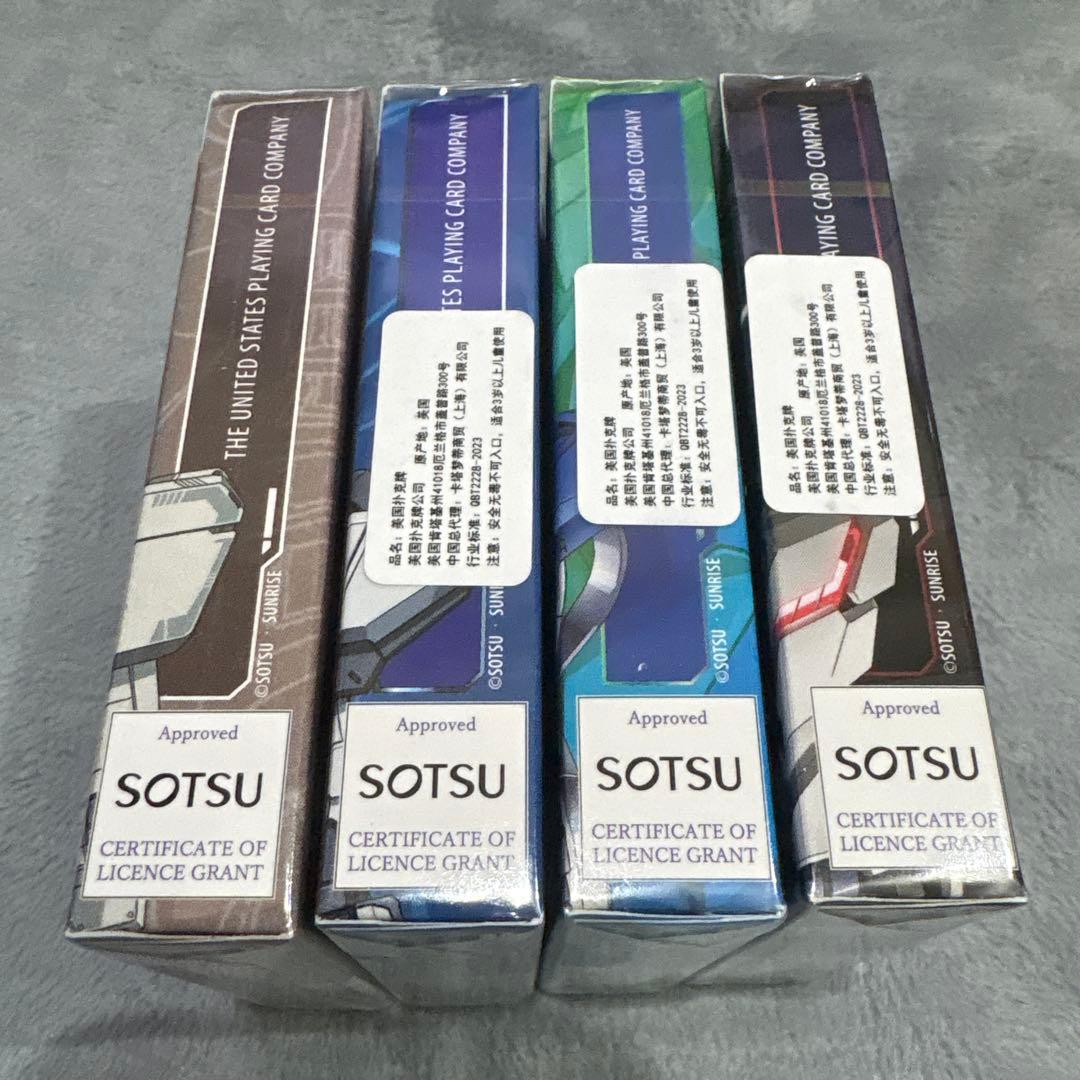 THE UNITED STATES PLAYING CARD COMPANY
©SOTSU · SUNRISE
Approved
SOTSU
CERTIFICATE OF
LICENCE GRANT
TES PLAYING CARD COMPANY
品名：美国扑克牌
美国扑克牌公司 原产地：美国
美国肯塔基州41018厄兰格市盖普路300号
中国总代理：卡塔梦蒂商贸（上海）有限公司
行业标准：QBT2228-2023
注意：安全无毒不可入口，适合3岁以上儿童使用
©SOTSU · SUNRI
Approved
SOTSU
CERTIFICATE OF
LICENCE GRANT
PLAYING CARD COMPANY
品名：美国扑克牌
美国扑克牌公司 原产地：美国
美国肯塔基州41018厄兰格市盖普路300号
中国总代理：卡塔梦蒂商贸（上海）有限公司
行业标准：QBT2228-2023
注意：安全无毒不可入口，适合3岁以上儿童使用
©SOTSU · SUNRISE
Approved
SOTSU
CERTIFICATE OF
LICENCE GRANT
AYING CARD COMPANY
品名：美国扑克牌
美国扑克牌公司 原产地：美国
美国肯塔基州41018厄兰格市盖普路300号
中国总代理：卡塔梦蒂商贸（上海）有限公司
行业标准：QBT2228-2023
注意：安全无毒不可入口，适合3岁以上儿童使用
©SOTSU · SUNRISE
Approved
SOTSU
CERTIFICATE OF
LICENCE GRANT